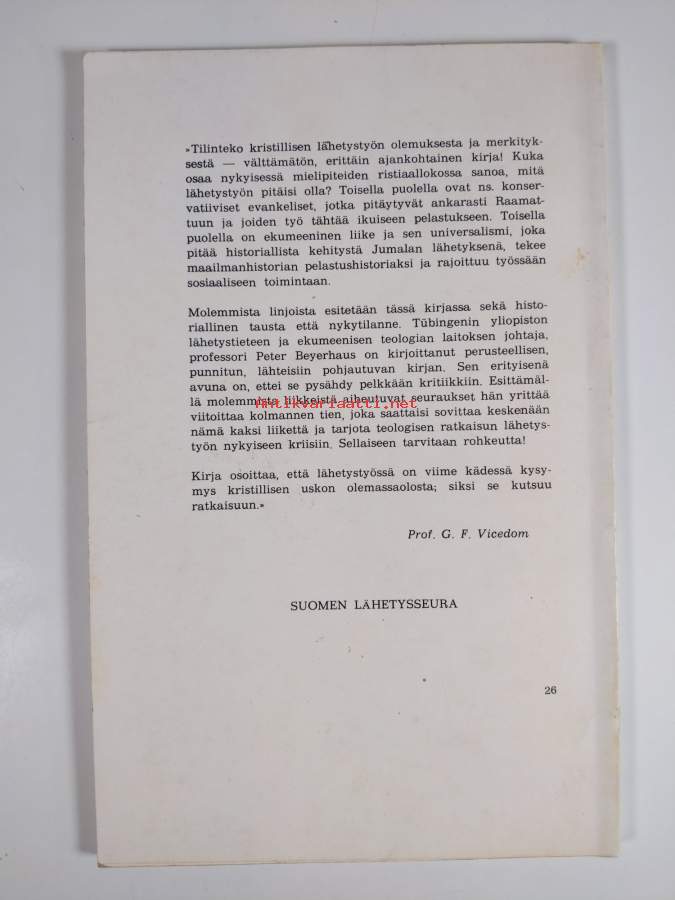 »Tilinteko kristillisen lähetystyön olemuksesta ja merkityk-
sestä — välttämätön, erittäin ajankohtainen kirja! Kuka
osaa nykyisessä mielipiteiden ristiaallokossa sanoa, mitä
lähetystyön pitäisi olla? Toisella puolella ovat ns. konser-
vatiiviset evankeliset, jotka pitäytyvät ankarasti Raamat-
tuun ja joiden työ tähtää ikuiseen pelastukseen. Toisella
puolella on ekumeeninen liike ja sen universalismi, joka
pitää historiallista kehitystä Jumalan lähetyksenä, tekee
maailmanhistorian pelastushistoriaksi ja rajoittuu työssään
sosiaaliseen toimintaan.
Molemmista linjoista esitetään tässä kirjassa sekä histo-
riallinen tausta että nykytilanne. Tübingenin yliopiston
lähetystieteen ja ekumeenisen teologian laitoksen johtaja,
professori Peter Beyerhaus on kirjoittanut perusteellisen,
punnitun, lähteisiin pohjautuvan kirjan. Sen erityisenä
avuna on, ettei se pysähdy pelkkään kritiikkiin. Esittämäl-
lä molemmista liikkeistä aiheutuvat seuraukset hän yrittää
antikvariaatti.net
viitoittaa kolmannen tien, joka saattaisi sovittaa keskenään
nämä kaksi liikettä ja tarjota teologisen ratkaisun lähetys-
työn nykyiseen kriisiin. Sellaiseen tarvitaan rohkeutta!
Kirja osoittaa, että lähetystyössä on viime kädessä kysy-
mys kristillisen uskon olemassaolosta; siksi se kutsuu
ratkaisuun.»
Prof. G. F. Vicedom
SUOMEN LÄHETYSSEURA
26